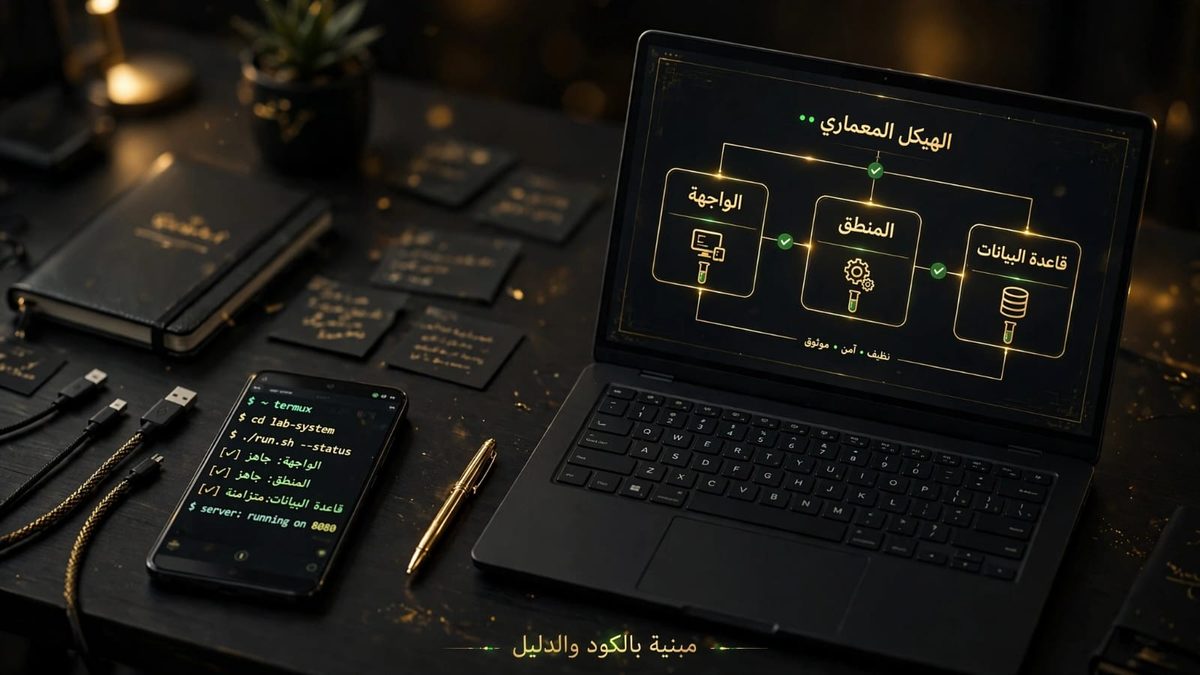 الهيكل المعماري
الواجهة
المنطق
قاعدة البيانات
نظيف • آمن • موثوق
$ ~ termux
$ cd lab-system
$ ./run.sh --status
[✓] الواجهة: جاهز
[✓] المنطق: جاهز
[✓] قاعدة البيانات: متزامنة
$ server: running on 8080
مبنية بالكود والدليل